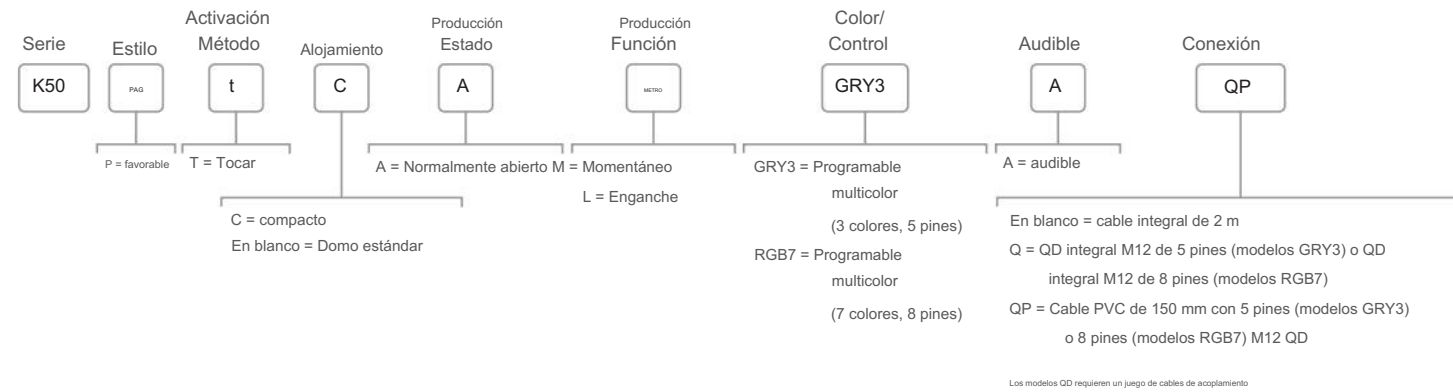 Serie
Estilo
Activación
Método
Alojamiento
Producción
Estado
Producción
Función
Color/
Control
Audible
Conexión
K50
PAG
t
C
A
METRO
GRY3
A
QP
P = favorable
T = Tocar
C = compacto
En blanco = Domo estándar
A = Normalmente abierto M = Momentáneo
L = Enganche
GRY3 = Programable
multicolor
(3 colores, 5 pines)
RGB7 = Programable
multicolor
(7 colores, 8 pines)
A = audible
En blanco = cable integral de 2 m
Q = QD integral M12 de 5 pines (modelos GRY3) o QD
integral M12 de 8 pines (modelos RGB7)
QP = Cable PVC de 150 mm con 5 pines (modelos GRY3)
o 8 pines (modelos RGB7) M12 QD
Los modelos QD requieren un juego de cables de acoplamiento